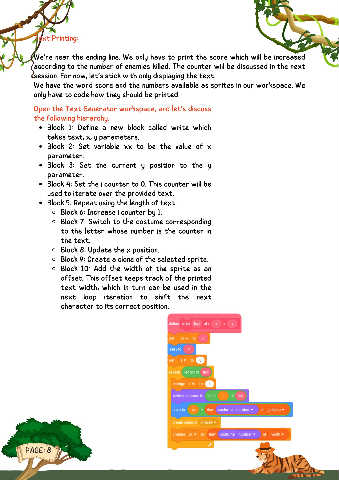 Text Printing:
We're near the ending line. We only have to print the score which will be increased
according to the number of enemies killed. The counter will be discussed in the next
session. For now, let's stick with only displaying the text.
We have the word score and the numbers available as sprites in our workspace. We
only have to code how they should be printed.
Open the Text Generator workspace, and let's discuss
the following hierarchy.
• Block 1: Define a new block called write which
takes text, x, y parameters.
• Block 2: Set variable xx to be the value of x
parameter.
• Block 3: Set the current y position to the y
parameter.
• Block 4: Set the i counter to 0. This counter will be
used to iterate over the provided text.
• Block 5: Repeat using the length of text.
○ Block 6: Increase i counter by 1.
○ Block 7: Switch to the costume corresponding
to the letter whose number is the counter in
the text.
○ Block 8: Update the x position.
○ Block 9: Create a clone of the selected sprite.
○ Block 10: Add the width of the sprite as an
offset. This offset keeps track of the printed
text width, which in turn can be used in the
next loop iteration to shift the next
character to its correct position.
PAGE: 8